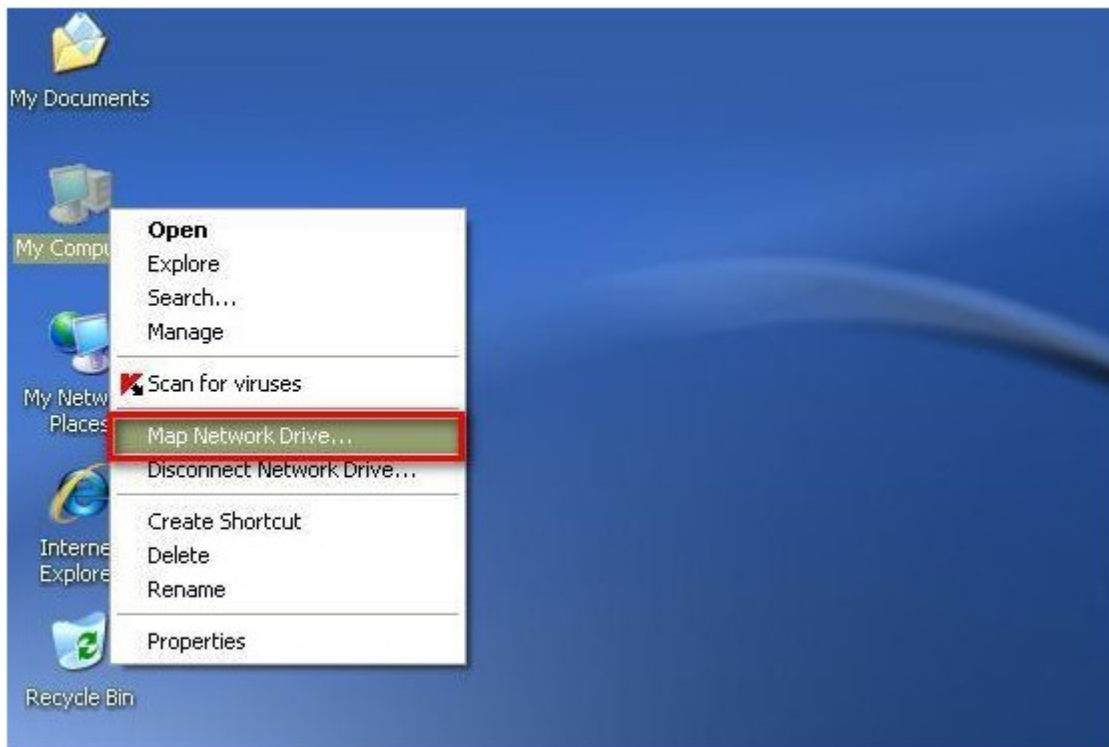 My Documents
My Compu
My Netw
Places
Interne
Explore
Recycle Bin
Open
Explore
Search...
Manage
Scan for viruses
Map Network Drive...
Disconnect Network Drive...
Create Shortcut
Delete
Rename
Properties